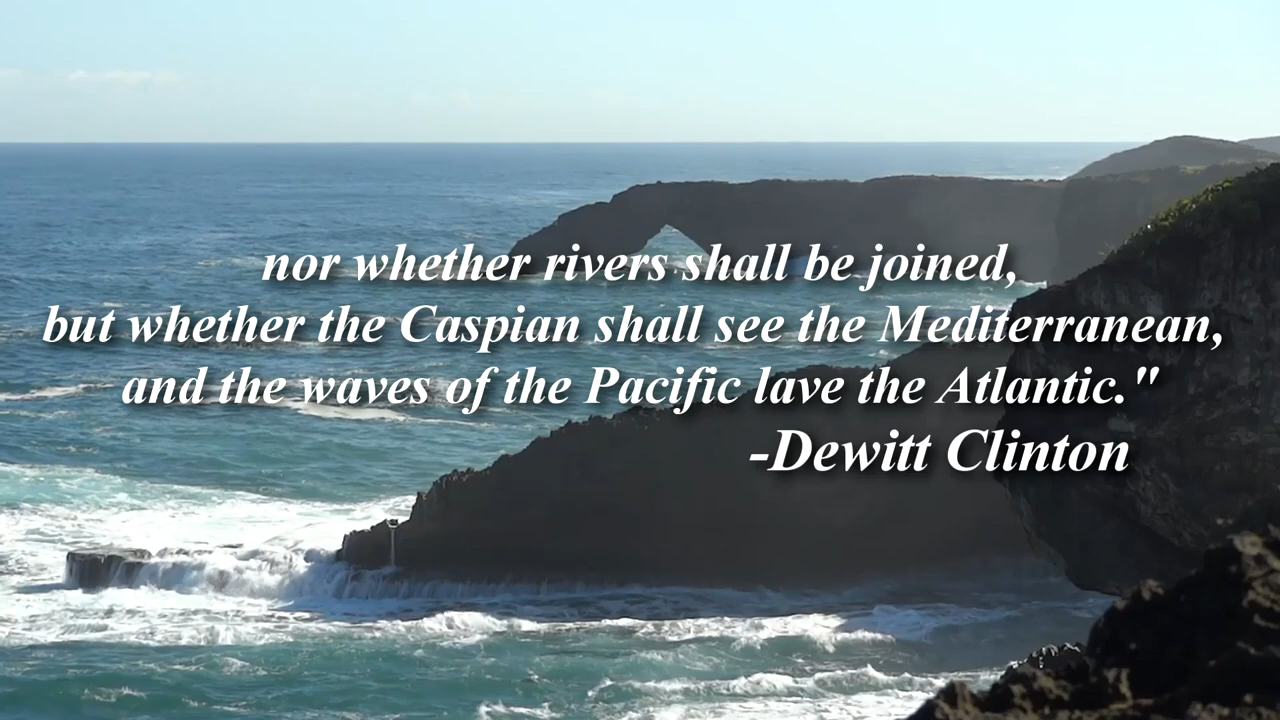 nor whether rivers shall be joined,
but whether the Caspian shall see the Mediterranean,
and the waves of the Pacific lave the Atlantic."
-Dewitt Clinton